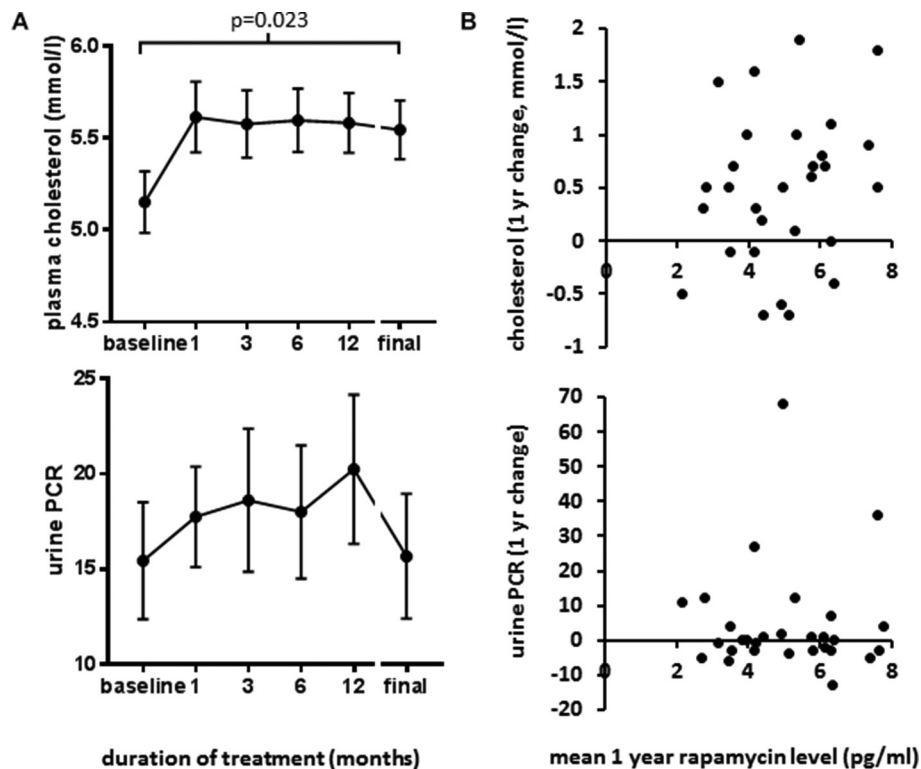 A
p=0.023
plasma cholesterol (mmol/l)
6.0
5.5
5.0
4.5
baseline 1 3 6 12 final
urine PCR
25
20
15
10
baseline 1 3 6 12 final
duration of treatment (months)
B
cholesterol (1 yr change, mmol/l)
2
1.5
1
0.5
0
-0.5
-1
0 2 4 6 8
urine PCR (1 yr change)
70
60
50
40
30
20
10
0
-10
-20
0 2 4 6 8
mean 1 year rapamycin level (pg/ml)